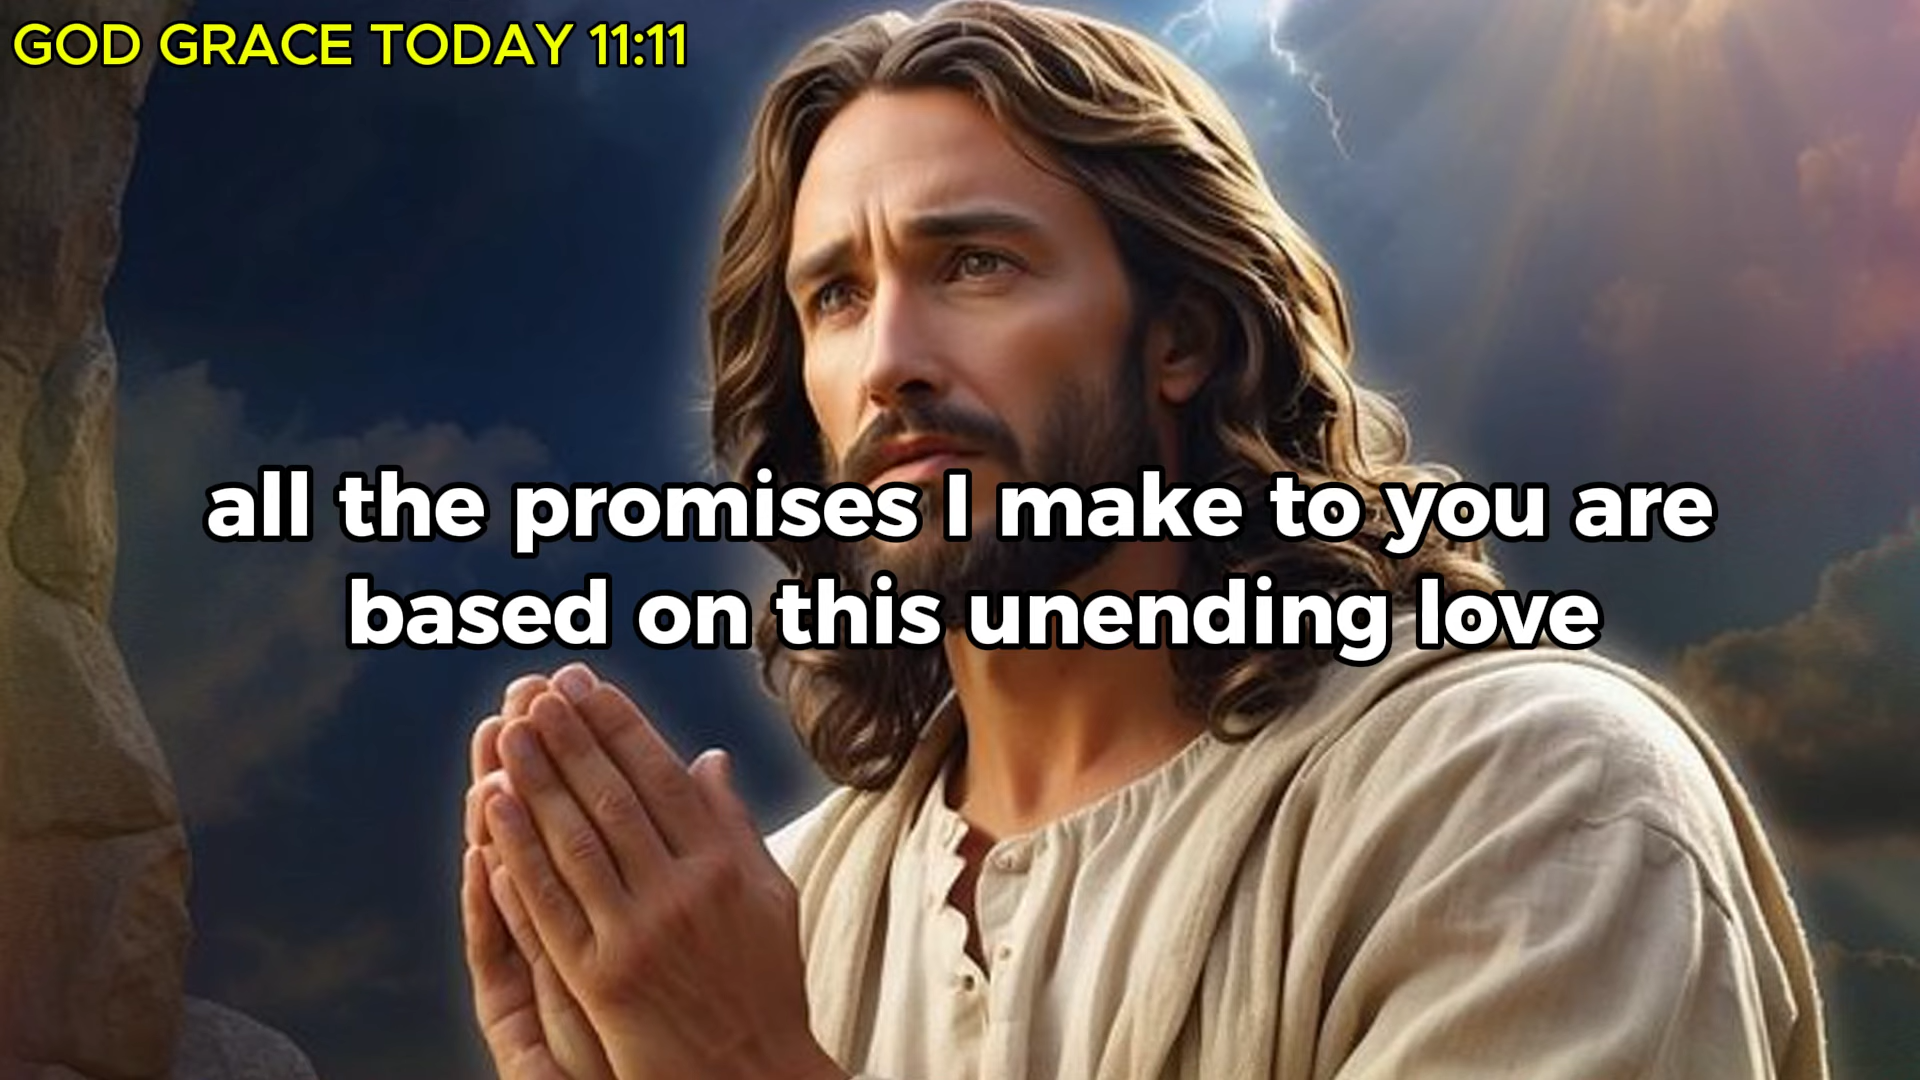 GOD GRACE TODAY 11:11
all the promises I make to you are
based on this unending love